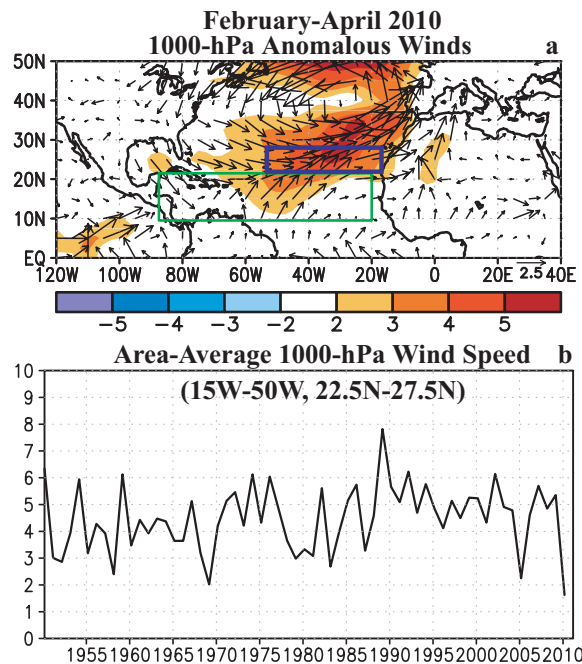 February-April 2010
1000-hPa Anomalous Winds a
50N
40N
30N
20N
10N
EQ
120W 100W 80W 60W 40W 20W 0 20E 2.5 40E
-5 -4 -3 -2 2 3 4 5
Area-Average 1000-hPa Wind Speed b
(15W-50W, 22.5N-27.5N)
10
9
8
7
6
5
4
3
2
1
0
1955 1960 1965 1970 1975 1980 1985 1990 1995 2000 2005 2010